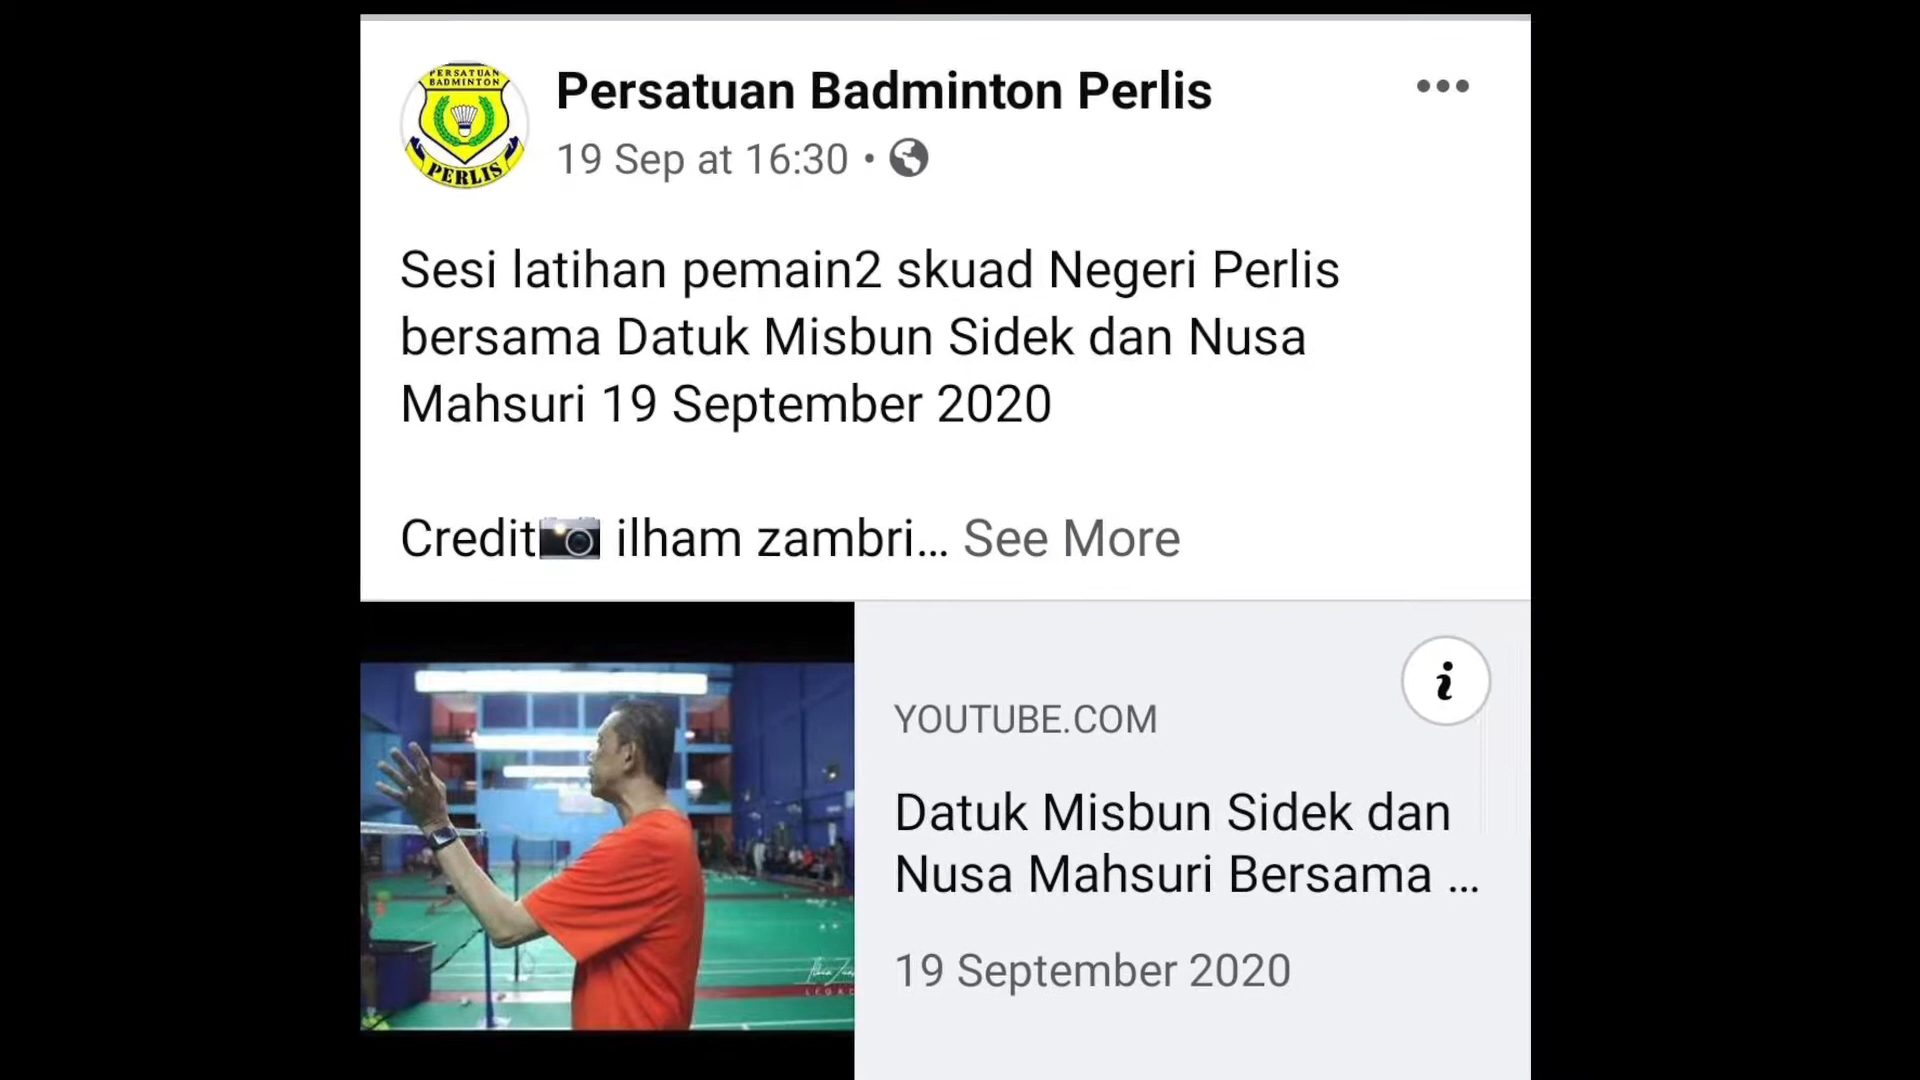 PERSATUAN
BADMINTON
PERLIS
Persatuan Badminton Perlis
19 Sep at 16:30 •
Sesi latihan pemain2 skuad Negeri Perlis
bersama Datuk Misbun Sidek dan Nusa
Mahsuri 19 September 2020
Credit📷 ilham zambri... See More
YOUTUBE.COM
Datuk Misbun Sidek dan
Nusa Mahsuri Bersama ...
19 September 2020